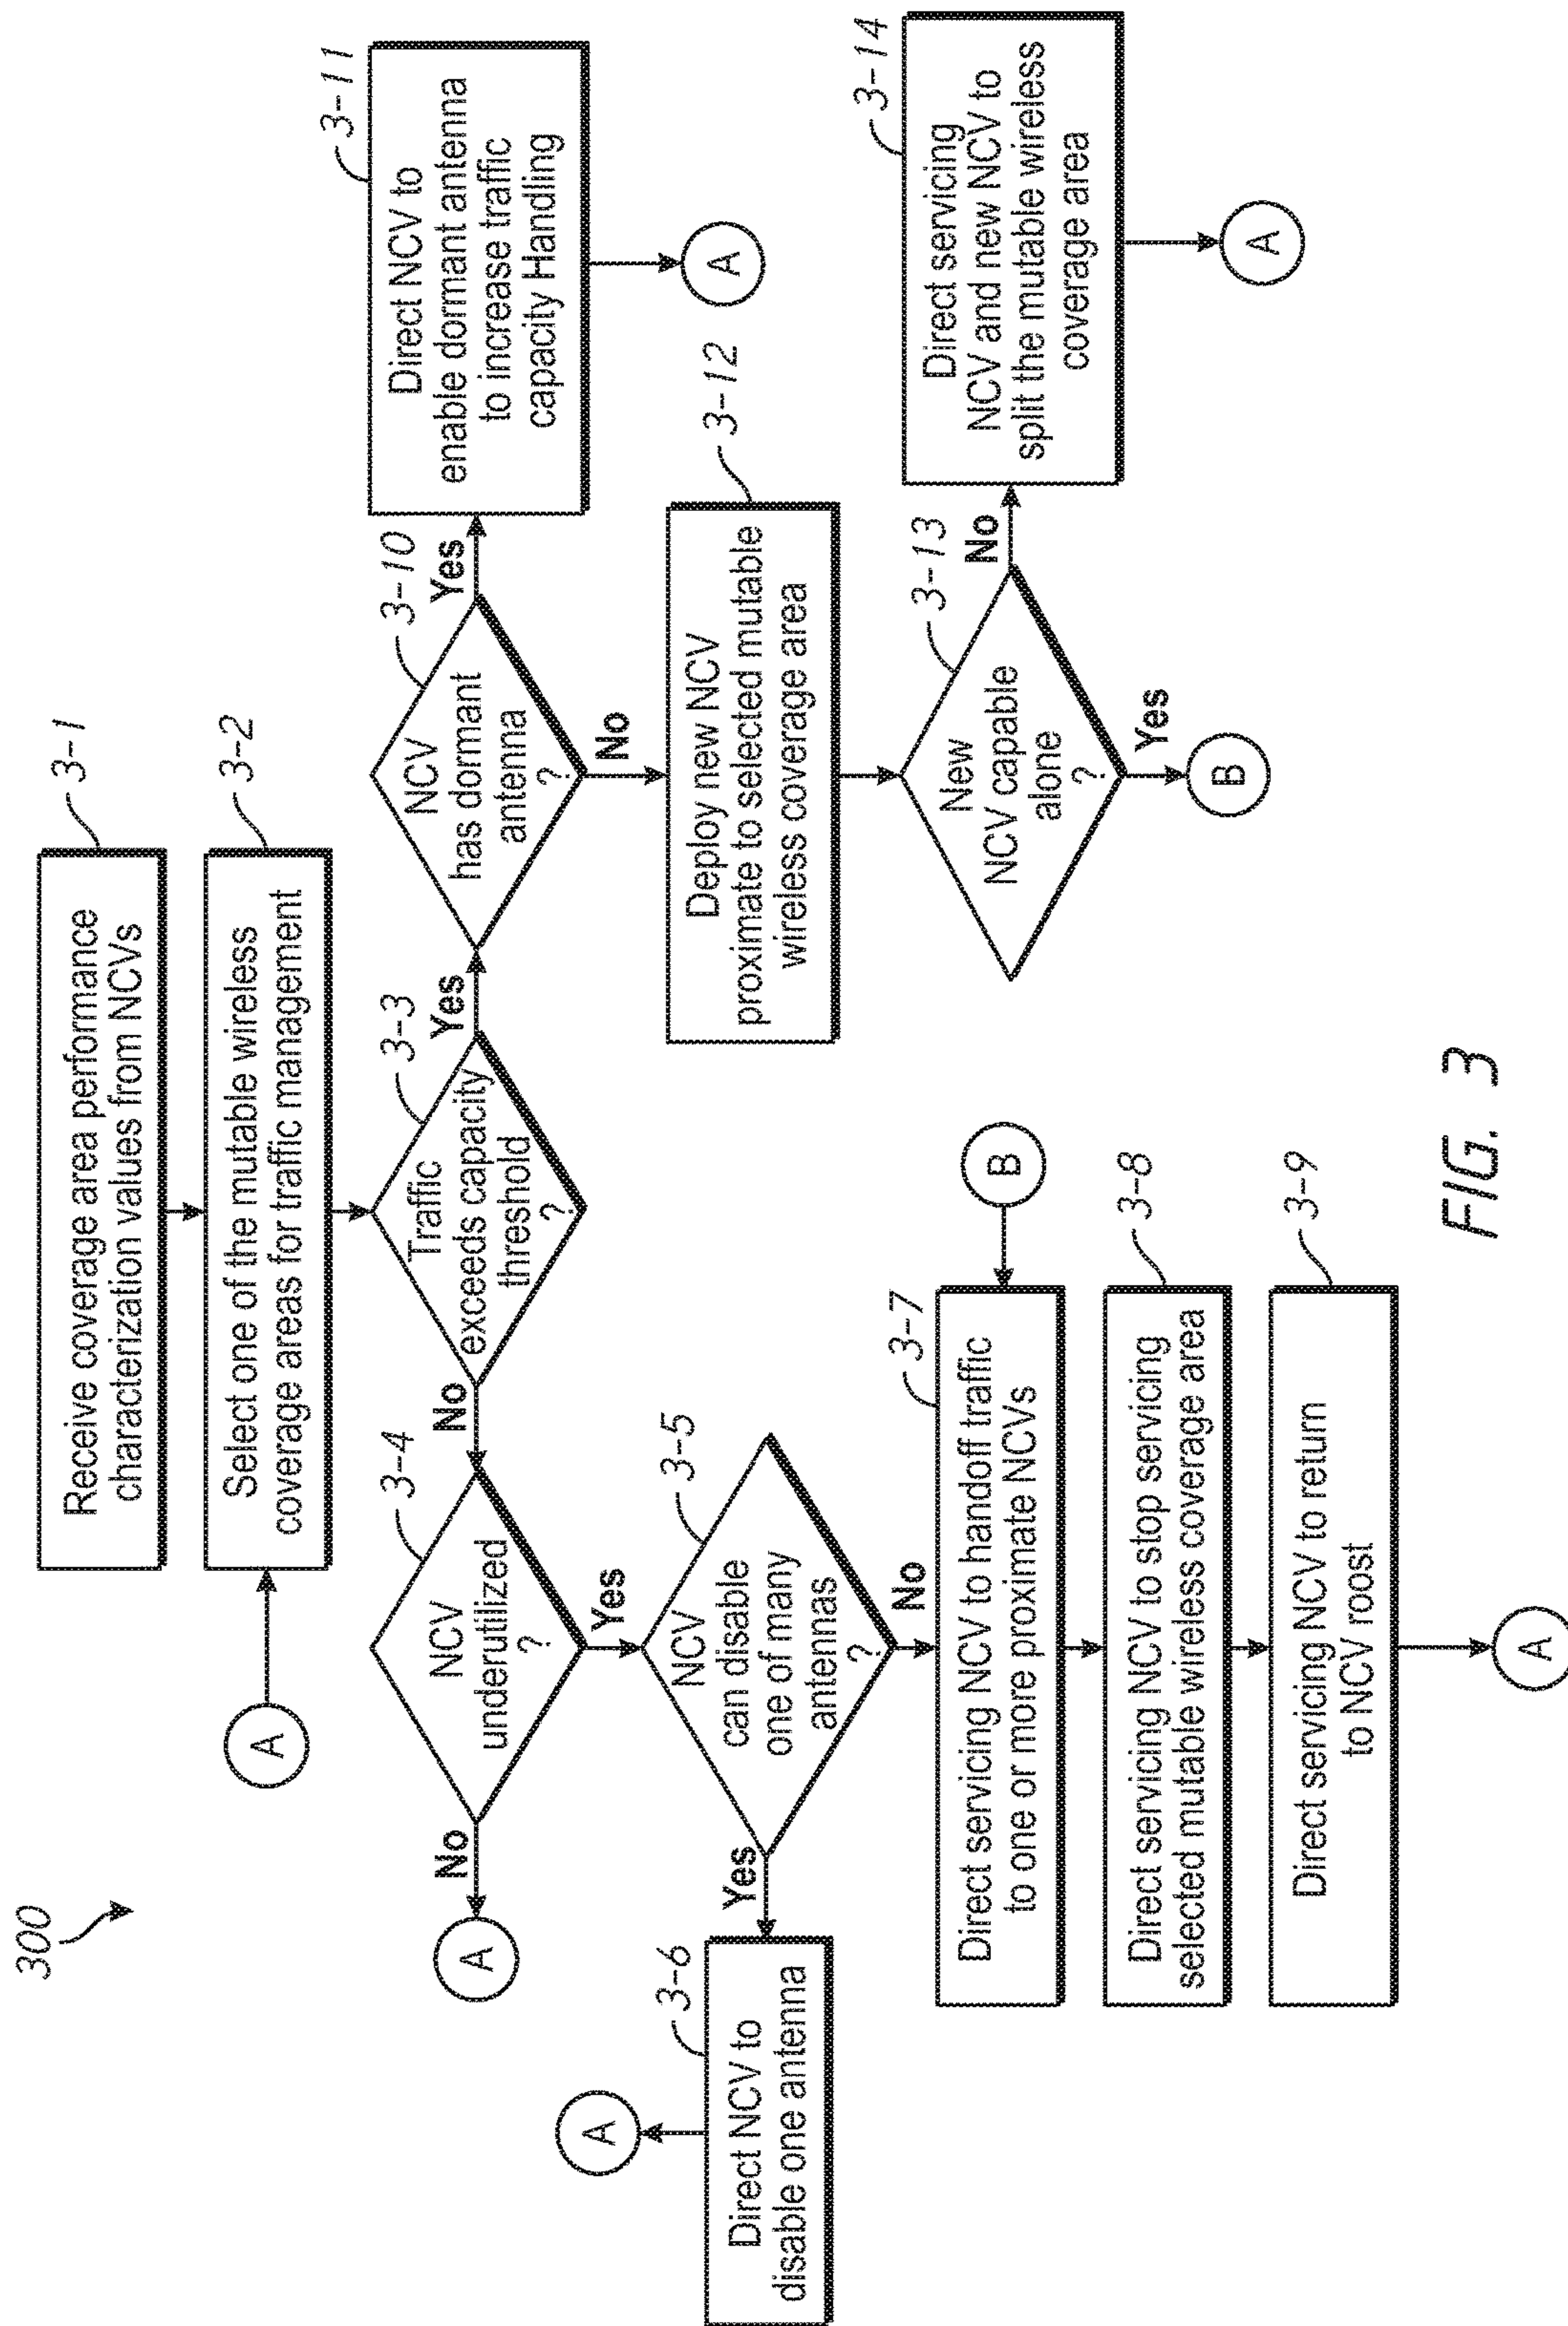 300
3-1
Receive coverage area performance
characterization values from NCVs
3-2
Select one of the mutable wireless
coverage areas for traffic management
A
3-3
Traffic
exceeds capacity
threshold
?
No
Yes
3-4
NCV
underutilized
?
No
A
Yes
3-5
NCV
can disable
one of many
antennas
?
Yes
No
3-6
Direct NCV to
disable one antenna
A
3-7
Direct servicing NCV to handoff traffic
to one or more proximate NCVs
B
3-8
Direct servicing NCV to stop servicing
selected mutable wireless coverage area
3-9
Direct servicing NCV to return
to NCV roost
A
3-10
NCV
has dormant
antenna
?
Yes
No
3-11
Direct NCV to
enable dormant antenna
to increase traffic
capacity Handling
A
3-12
Deploy new NCV
proximate to selected mutable
wireless coverage area
3-13
New
NCV capable
alone
?
No
Yes
B
3-14
Direct servicing
NCV and new NCV to
split the mutable wireless
coverage area
A
FIG. 3